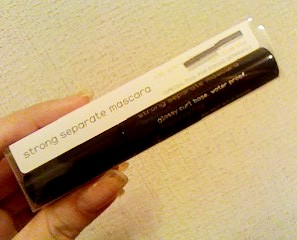 strong separate mascara
strong separate mascara
glossy curl base. water proof.